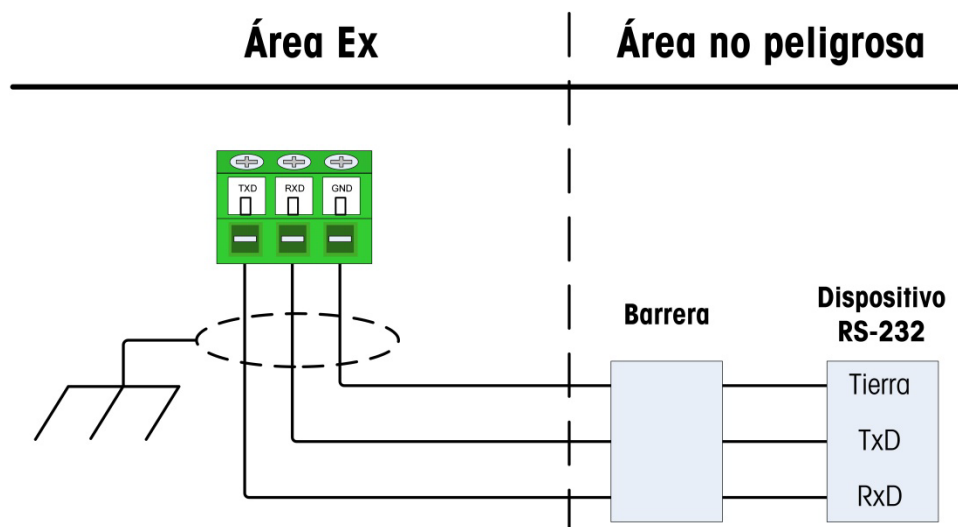 Área Ex
Área no peligrosa
TXD
RXD
GND
Barrera
Dispositivo
RS-232
Tierra
TxD
RxD